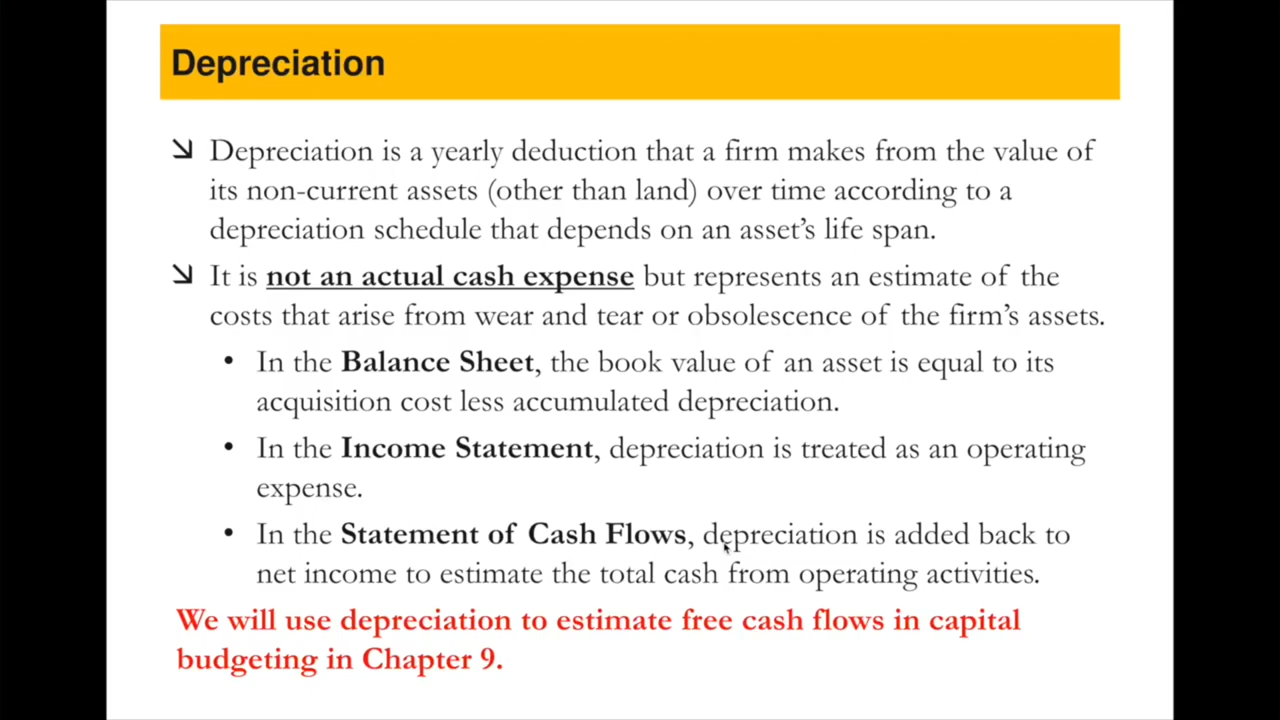 Depreciation
Depreciation is a yearly deduction that a firm makes from the value of
its non-current assets (other than land) over time according to a
depreciation schedule that depends on an asset’s life span.
It is not an actual cash expense but represents an estimate of the
costs that arise from wear and tear or obsolescence of the firm’s assets.
• In the Balance Sheet, the book value of an asset is equal to its
acquisition cost less accumulated depreciation.
• In the Income Statement, depreciation is treated as an operating
expense.
• In the Statement of Cash Flows, depreciation is added back to
net income to estimate the total cash from operating activities.
We will use depreciation to estimate free cash flows in capital
budgeting in Chapter 9.